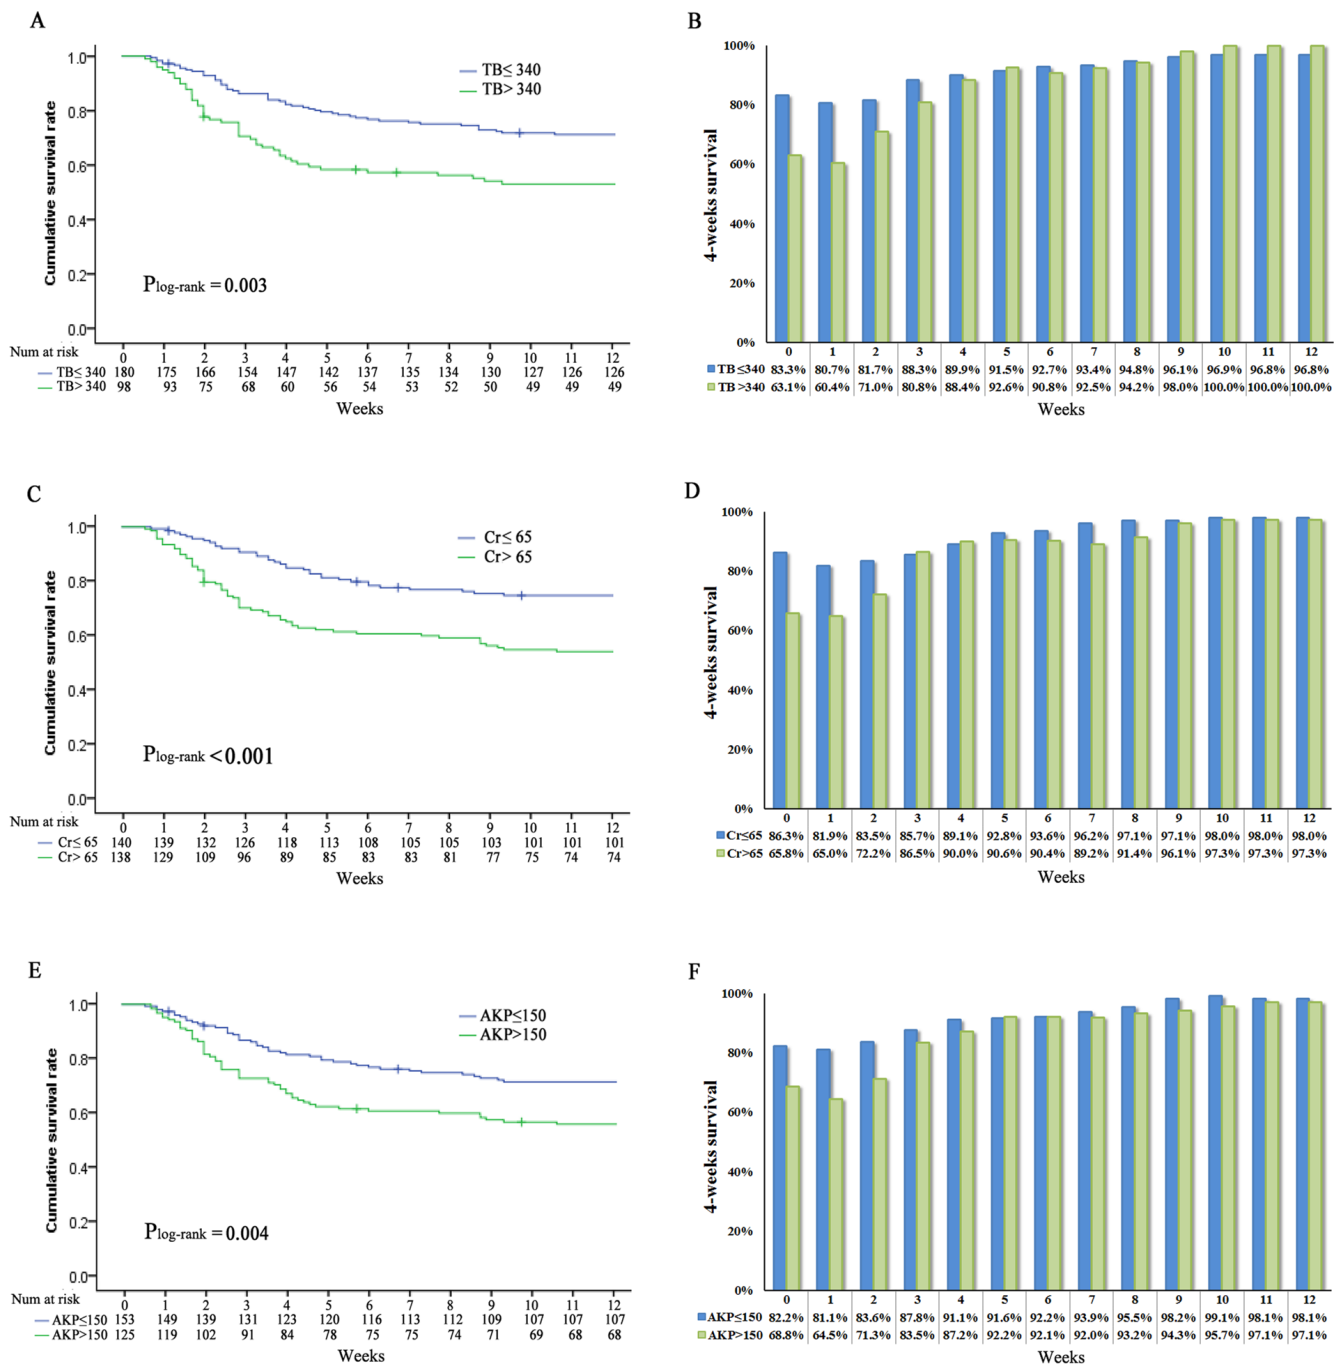 A
Cumulative survival rate
1.0
0.8
0.6
0.4
0.2
0.0
TB≤ 340
TB> 340
Plog-rank = 0.003
Num at risk
0 1 2 3 4 5 6 7 8 9 10 11 12
TB≤ 340 180 175 166 154 147 142 137 135 134 130 127 126 126
TB> 340 98 93 75 68 60 56 54 53 52 50 49 49 49
Weeks
B
4-weeks survival
100%
80%
60%
40%
20%
0%
0 1 2 3 4 5 6 7 8 9 10 11 12
TB ≤340 83.3% 80.7% 81.7% 88.3% 89.9% 91.5% 92.7% 93.4% 94.8% 96.1% 96.9% 96.8% 96.8%
TB >340 63.1% 60.4% 71.0% 80.8% 88.4% 92.6% 90.8% 92.5% 94.2% 98.0% 100.0% 100.0% 100.0%
Weeks
C
Cumulative survival rate
1.0
0.8
0.6
0.4
0.2
0.0
Cr≤ 65
Cr> 65
Plog-rank <0.001
Num at risk
0 1 2 3 4 5 6 7 8 9 10 11 12
Cr≤ 65 140 139 132 126 118 113 108 105 105 103 101 101 101
Cr> 65 138 129 109 96 89 85 83 83 81 77 75 74 74
Weeks
D
4-weeks survival
100%
80%
60%
40%
20%
0%
0 1 2 3 4 5 6 7 8 9 10 11 12
Cr≤65 86.3% 81.9% 83.5% 85.7% 89.1% 92.8% 93.6% 96.2% 97.1% 97.1% 98.0% 98.0% 98.0%
Cr>65 65.8% 65.0% 72.2% 86.5% 90.0% 90.6% 90.4% 89.2% 91.4% 96.1% 97.3% 97.3% 97.3%
Weeks
E
Cumulative survival rate
1.0
0.8
0.6
0.4
0.2
0.0
AKP≤150
AKP>150
Plog-rank = 0.004
Num at risk
0 1 2 3 4 5 6 7 8 9 10 11 12
AKP≤150 153 149 139 131 123 120 116 113 112 109 107 107 107
AKP>150 125 119 102 91 84 78 75 75 74 71 69 68 68
Weeks
F
4-weeks survival
100%
80%
60%
40%
20%
0%
0 1 2 3 4 5 6 7 8 9 10 11 12
AKP≤150 82.2% 81.1% 83.6% 87.8% 91.1% 91.6% 92.2% 93.9% 95.5% 98.2% 99.1% 98.1% 98.1%
AKP>150 68.8% 64.5% 71.3% 83.5% 87.2% 92.2% 92.1% 92.0% 93.2% 94.3% 95.7% 97.1% 97.1%
Weeks